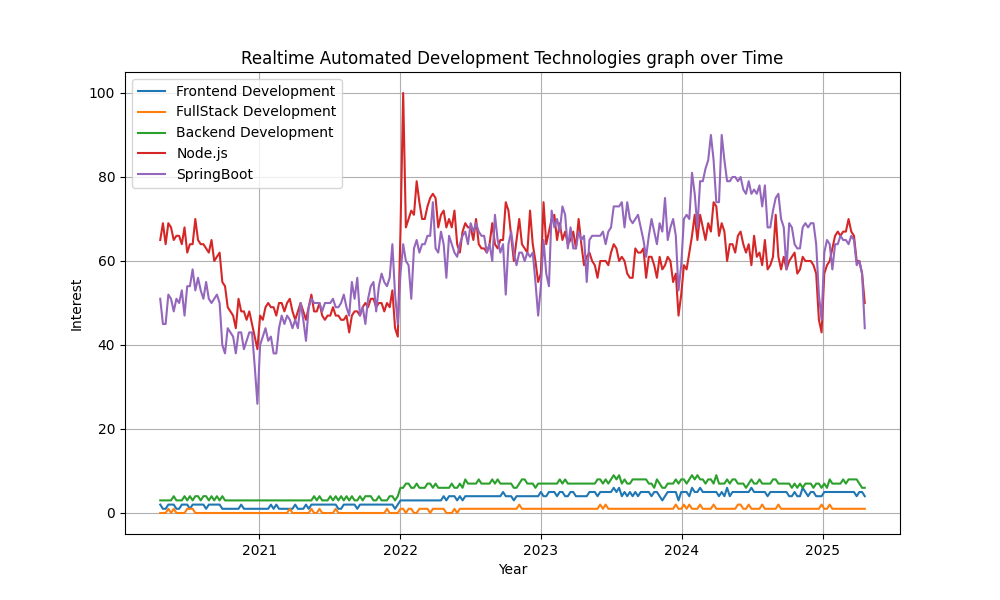 Realtime Automated Development Technologies graph over Time
Frontend Development
FullStack Development
Backend Development
Node.js
SpringBoot
100
80
60
40
20
0
Interest
2021
2022
2023
2024
2025
Year